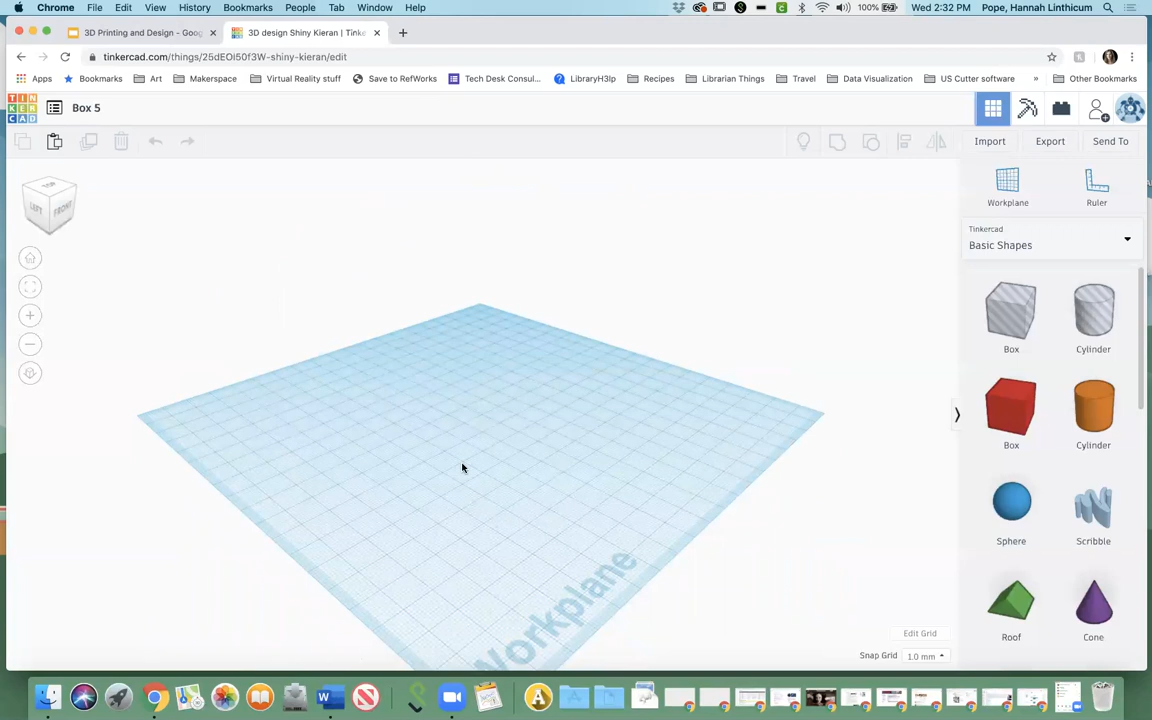 Chrome File Edit View History Bookmarks People Tab Window Help 100% Wed 2:32 PM Pope, Hannah Linthicum
3D Printing and Design - Goog 3D design Shiny Kieran | Tinke
tinkercad.com/things/25dEOi50f3W-shiny-kieran/edit
Apps Bookmarks Art Makerspace Virtual Reality stuff Save to RefWorks Tech Desk Consul... LibraryH3lp Recipes Librarian Things Travel Data Visualization US Cutter software Other Bookmarks
TIN
KER
CAD
Box 5
Import Export Send To
TOP
LEFT FRONT
Workplane Ruler
Tinkercad
Basic Shapes
Box Cylinder
Box Cylinder
Sphere Scribble
Roof Cone
Workplane
Edit Grid
Snap Grid 1.0 mm